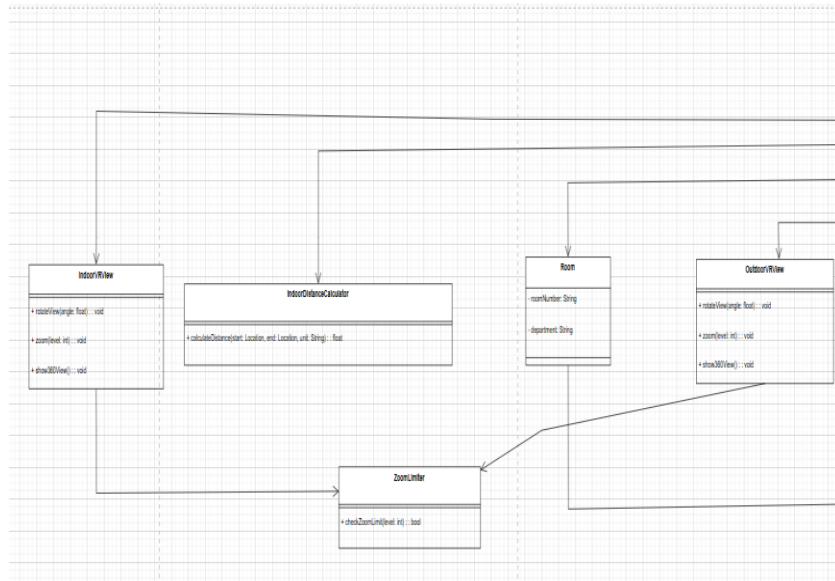 IndoorVRView
+ rotateView(angle: float) : : void
+ zoom(level: int) : : void
+ show360View() : : void
IndoorDistanceCalculator
+ calculateDistance(start: Location, end: Location, unit: String) : : float
Room
- roomNumber: String
- department: String
OutdoorVRView
+ rotateView(angle: float) : : void
+ zoom(level: int) : : void
+ show360View() : : void
ZoomLimiter
+ checkZoomLimit(level: int) : : bool